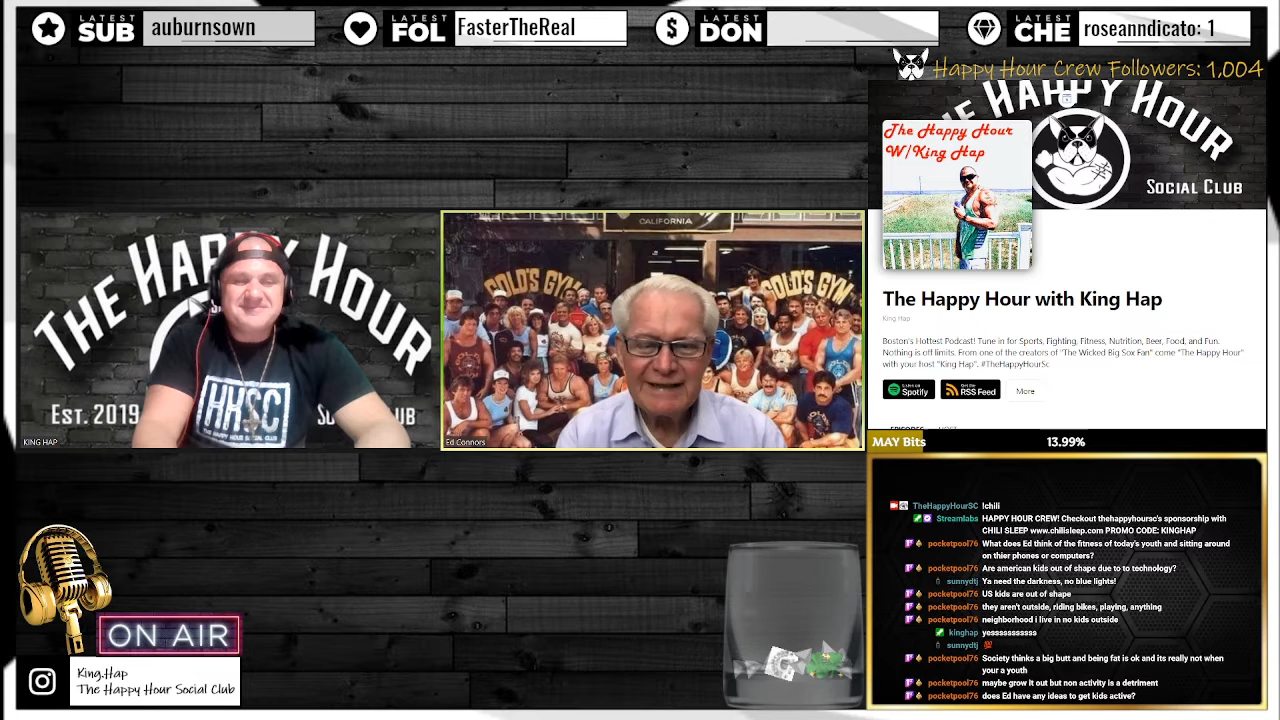 LATEST SUB auburnsown
LATEST FOL FasterTheReal
LATEST DON
LATEST CHE roseanndicato: 1
Happy Hour Crew Followers: 1,004
THE HAPPY HOUR
SOCIAL CLUB
The Happy Hour
W/King Hap
The Happy Hour with King Hap
King Hap
Boston's Hottest Podcast! Tune in for Sports, Fighting, Fitness, Nutrition, Beer, Food, and Fun.
Nothing is off limits. From one of the creators of "The Wicked Big Sox Fan" come "The Happy Hour"
with your host "King Hap". #TheHappyHourSc
Listen on Spotify
Get the RSS Feed
More
THE HAPPY HOUR
EST. 2019
HHSC
THE HAPPY HOUR SOCIAL CLUB
KING HAP
CALIFORNIA
GOLD'S GYM
GOLD'S GYM
Ed Connors
MAY Bits
13.99%
TheHappyHourSC !chili
Streamlabs HAPPY HOUR CREW! Checkout thehappyhoursc's sponsorship with
CHILI SLEEP www.chilisleep.com PROMO CODE: KINGHAP
pocketpool76 What does Ed think of the fitness of today's youth and sitting around
on thier phones or computers?
pocketpool76 Are american kids out of shape due to to technology?
sunnydtj Ya need the darkness, no blue lights!
pocketpool76 US kids are out of shape
pocketpool76 they aren't outside, riding bikes, playing, anything
pocketpool76 neighborhood i live in no kids outside
kinghap yesssssssssss
sunnydtj 💯
pocketpool76 Society thinks a big butt and being fat is ok and its really not when
your a youth
pocketpool76 maybe grow it out but non activity is a detriment
pocketpool76 does Ed have any ideas to get kids active?
ON AIR
King.Hap
The Happy Hour Social Club